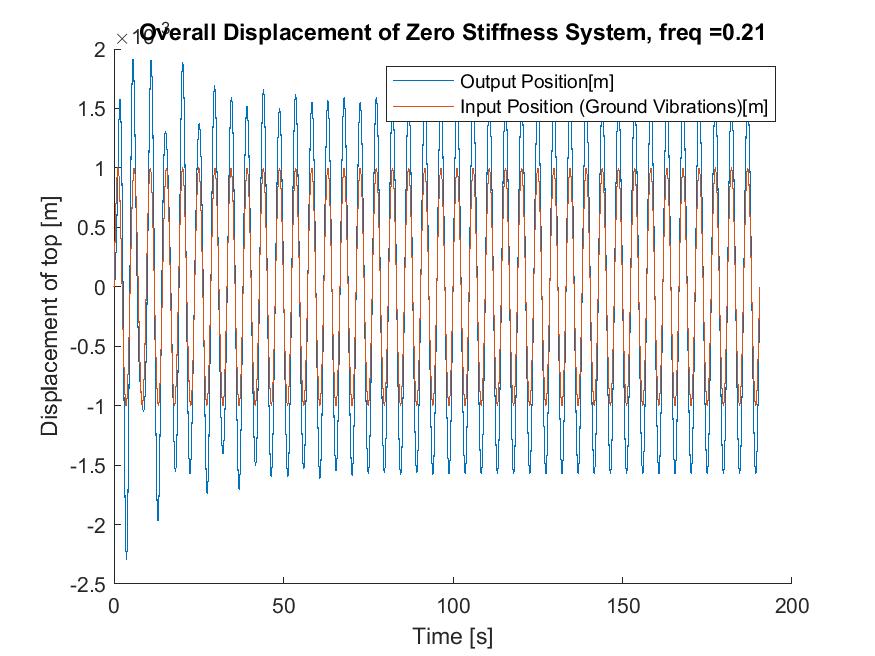 Overall Displacement of Zero Stiffness System, freq =0.21
×10-3
Output Position[m]
Input Position (Ground Vibrations)[m]
2
1.5
1
0.5
0
-0.5
-1
-1.5
-2
-2.5
Displacement of top [m]
0 50 100 150 200
Time [s]